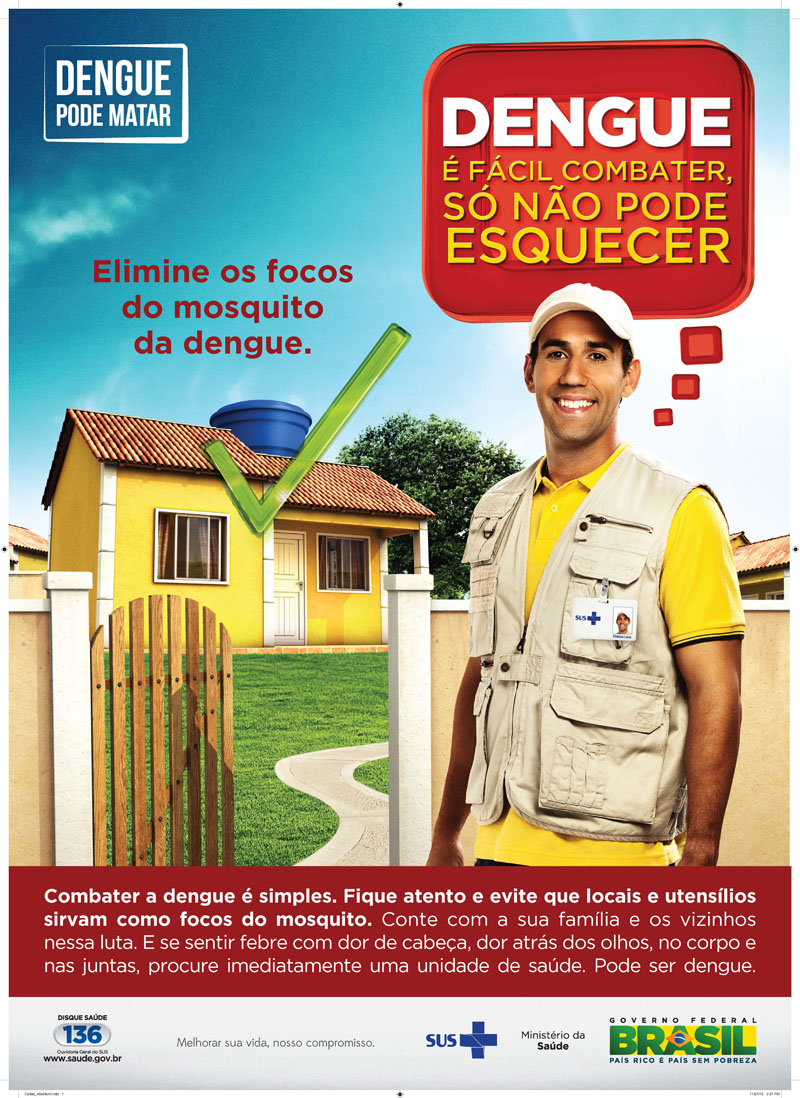 DENGUE
PODE MATAR
DENGUE
É FÁCIL COMBATER,
SÓ NÃO PODE
ESQUECER
Elimine os focos
do mosquito
da dengue.
SUS
Combater a dengue é simples. Fique atento e evite que locais e utensílios
sirvam como focos do mosquito. Conte com a sua família e os vizinhos
nessa luta. E se sentir febre com dor de cabeça, dor atrás dos olhos, no corpo e
nas juntas, procure imediatamente uma unidade de saúde. Pode ser dengue.
DISQUE SAÚDE
136
Ouvidoria Geral do SUS
www.saude.gov.br
Melhorar sua vida, nosso compromisso.
SUS
Ministério da
Saúde
GOVERNO FEDERAL
BRASIL
PAÍS RICO É PAÍS SEM POBREZA